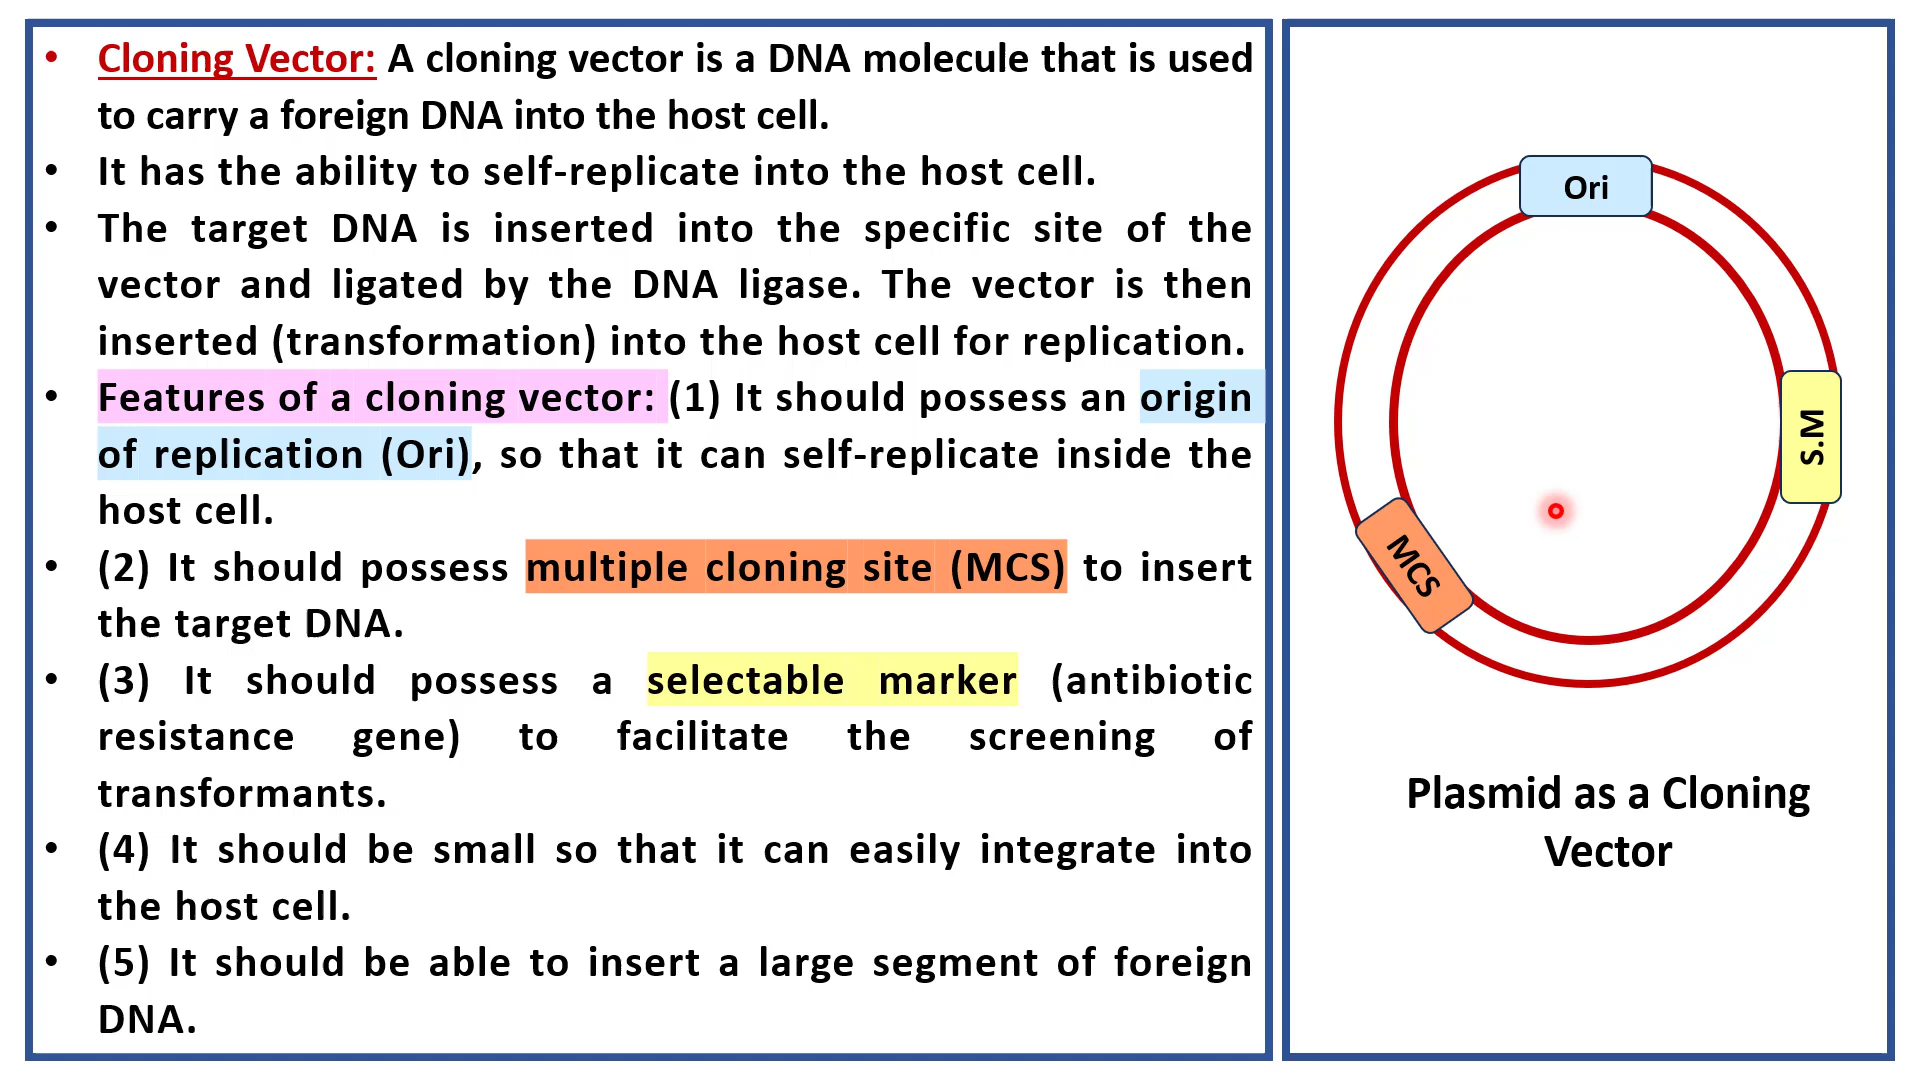 • Cloning Vector: A cloning vector is a DNA molecule that is used
to carry a foreign DNA into the host cell.
• It has the ability to self-replicate into the host cell.
• The target DNA is inserted into the specific site of the
vector and ligated by the DNA ligase. The vector is then
inserted (transformation) into the host cell for replication.
• Features of a cloning vector: (1) It should possess an origin
of replication (Ori), so that it can self-replicate inside the
host cell.
• (2) It should possess multiple cloning site (MCS) to insert
the target DNA.
• (3) It should possess a selectable marker (antibiotic
resistance gene) to facilitate the screening of
transformants.
• (4) It should be small so that it can easily integrate into
the host cell.
• (5) It should be able to insert a large segment of foreign
DNA.
Ori
S.M
MCS
Plasmid as a Cloning
Vector